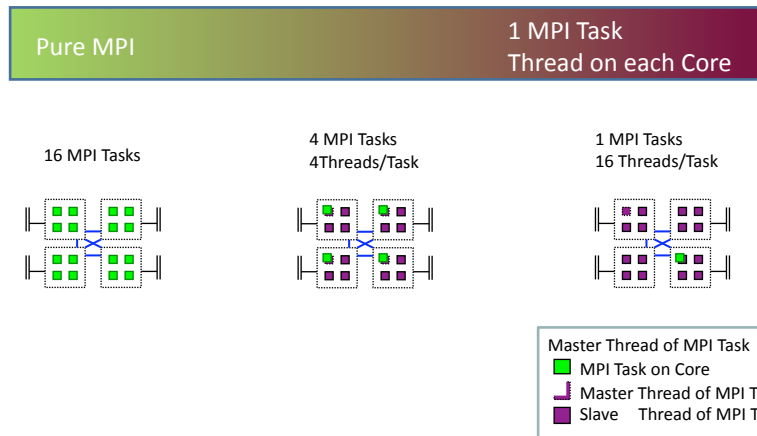 Pure MPI
1 MPI Task
Thread on each Core
16 MPI Tasks
4 MPI Tasks
4Threads/Task
1 MPI Tasks
16 Threads/Task
Master Thread of MPI Task
MPI Task on Core
Master Thread of MPI T
Slave Thread of MPI T